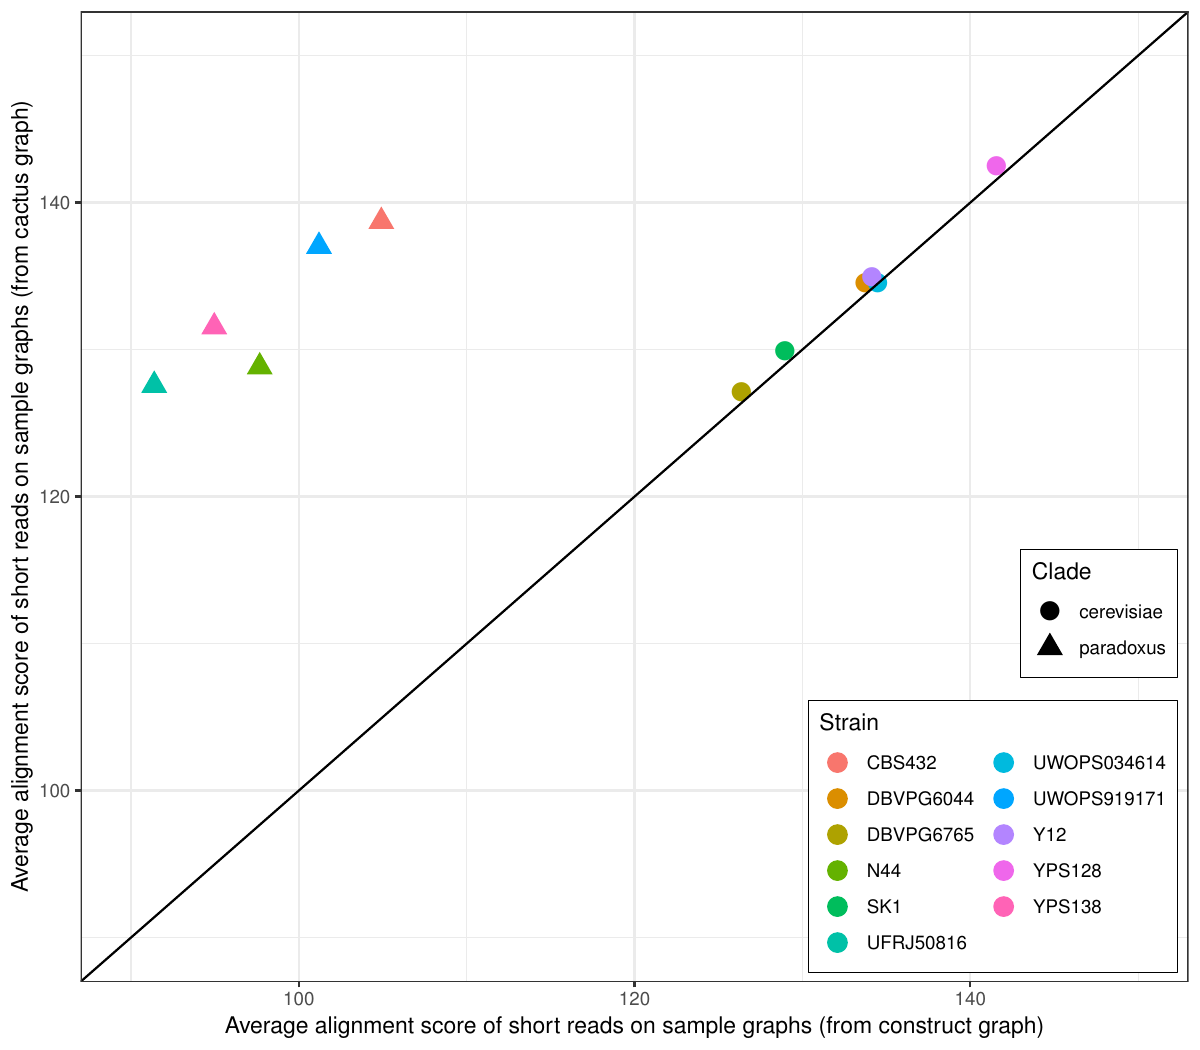 Average alignment score of short reads on sample graphs (from cactus graph)
140
120
100
Clade
cerevisiae
paradoxus
Strain
CBS432
DBVPG6044
DBVPG6765
N44
SK1
UFRJ50816
UWOPS034614
UWOPS919171
Y12
YPS128
YPS138
100
120
140
Average alignment score of short reads on sample graphs (from construct graph)